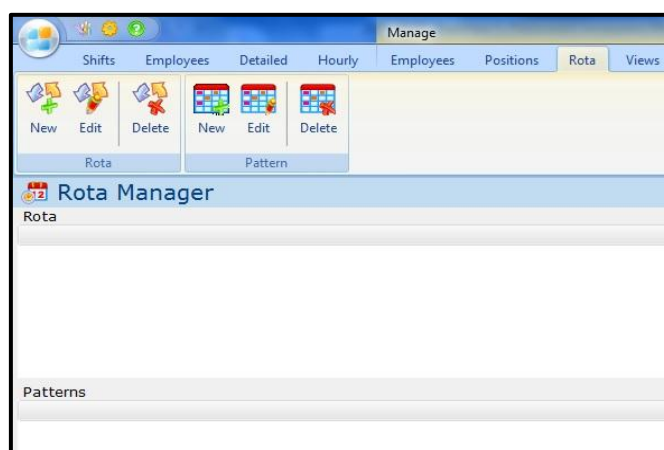 Manage
Shifts Employees Detailed Hourly Employees Positions Rota Views
New Edit Delete New Edit Delete
Rota Pattern
12 Rota Manager
Rota
Patterns